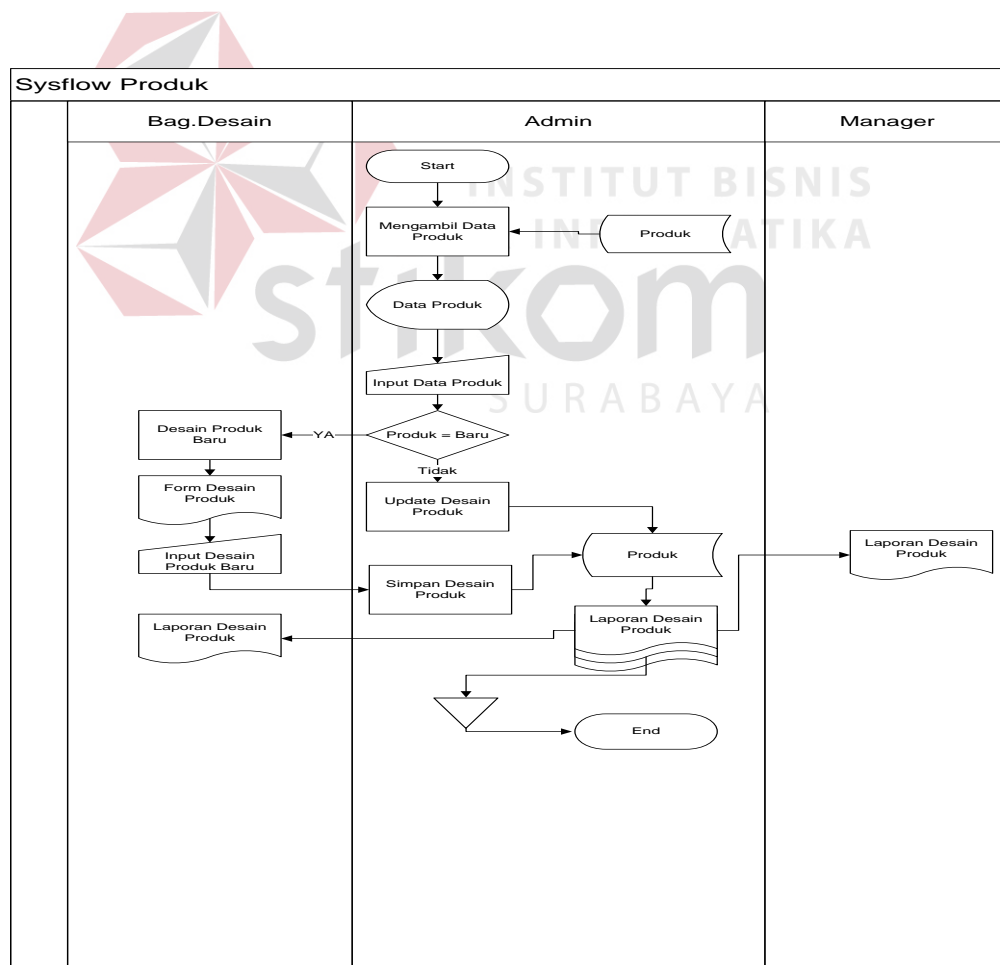 Sysflow Produk
Bag.Desain
Admin
Manager
Start
INSTITUT BISNIS
Mengambil Data
Produk
Produk
stikom
SURABAYA
Data Produk
Input Data Produk
Produk = Baru
YA
Tidak
Desain Produk
Baru
Form Desain
Produk
Input Desain
Produk Baru
Update Desain
Produk
Simpan Desain
Produk
Produk
Laporan Desain
Produk
Laporan Desain
Produk
Laporan Desain
Produk
End